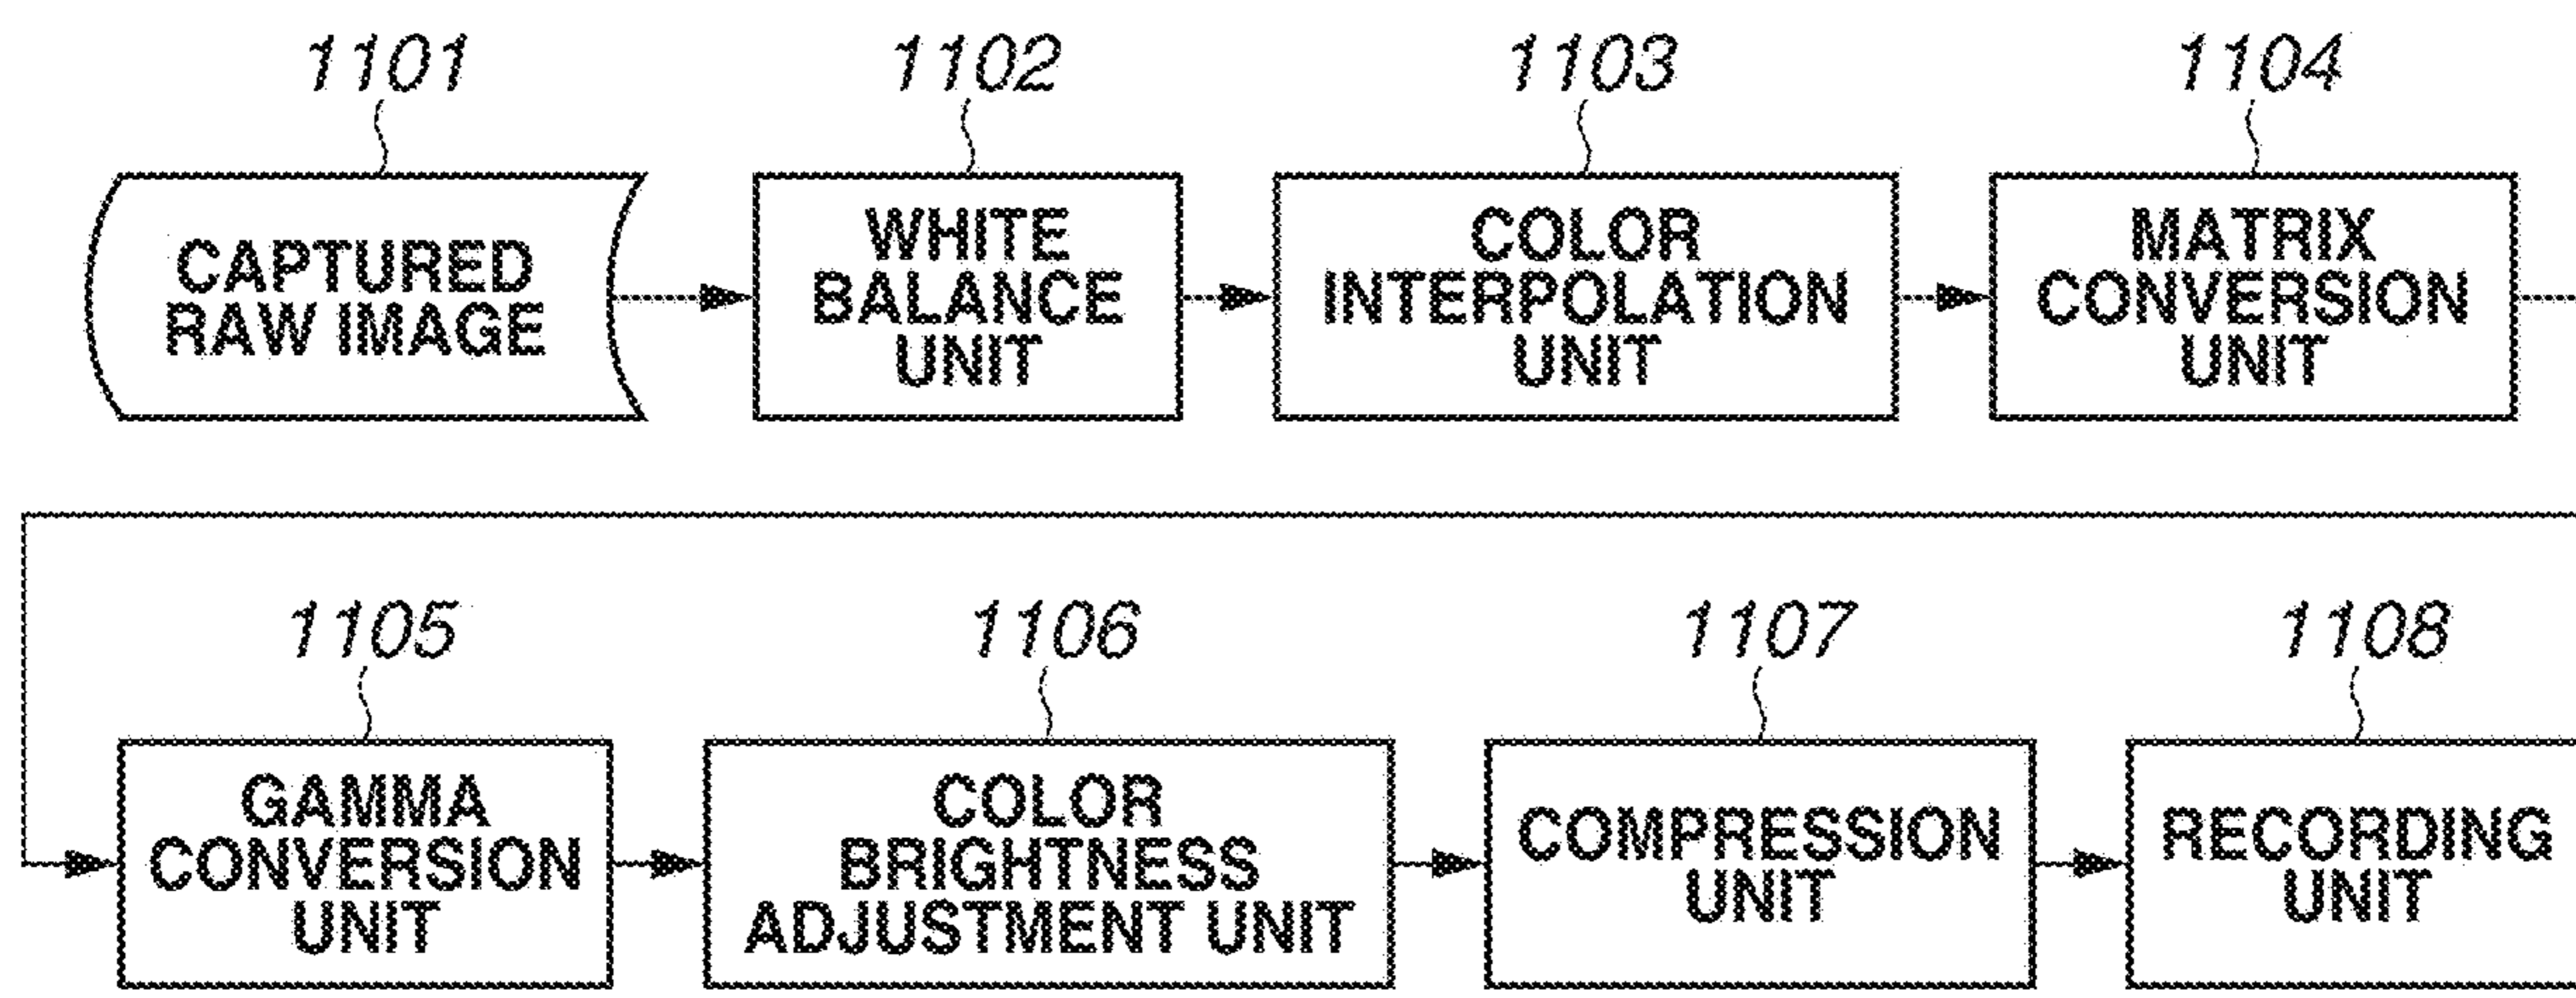 1101
CAPTURED
RAW IMAGE
1102
WHITE
BALANCE
UNIT
1103
COLOR
INTERPOLATION
UNIT
1104
MATRIX
CONVERSION
UNIT
1105
GAMMA
CONVERSION
UNIT
1106
COLOR
BRIGHTNESS
ADJUSTMENT UNIT
1107
COMPRESSION
UNIT
1108
RECORDING
UNIT